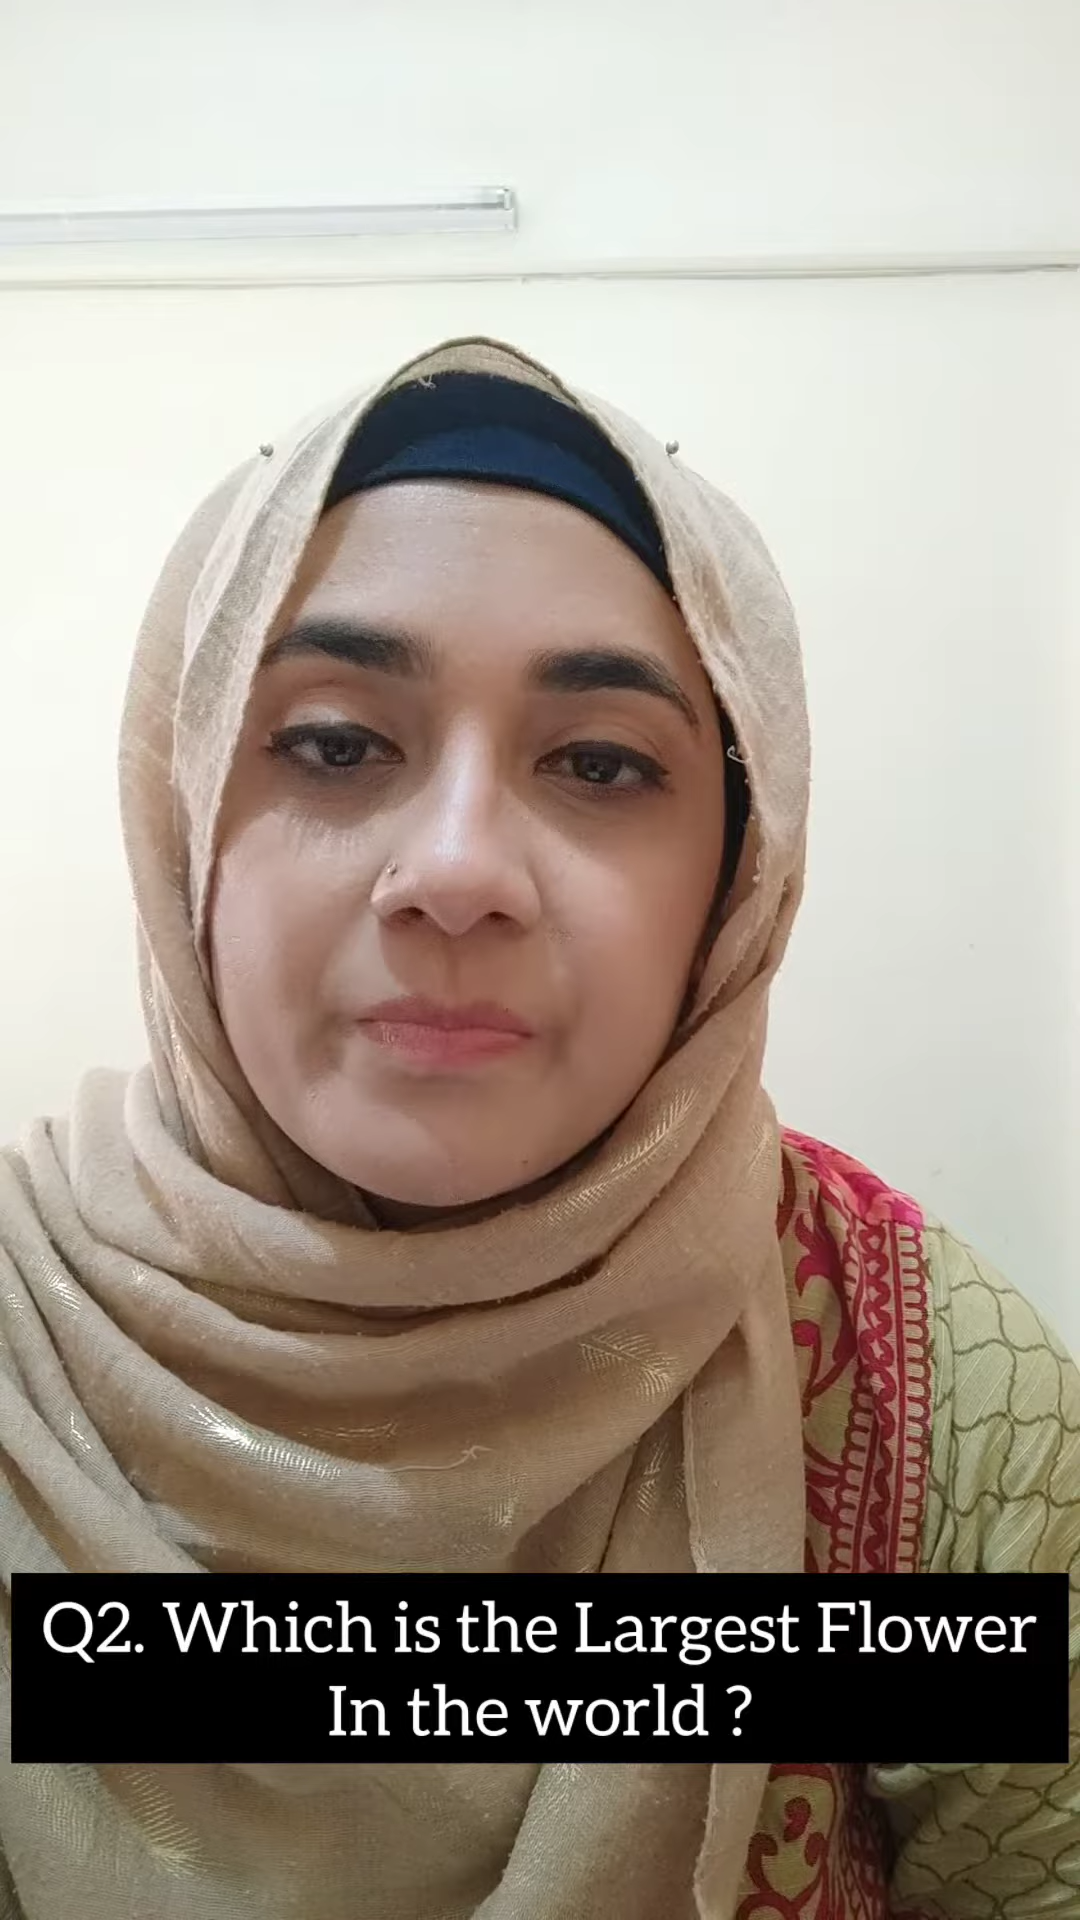 Q2. Which is the Largest Flower
In the world ?